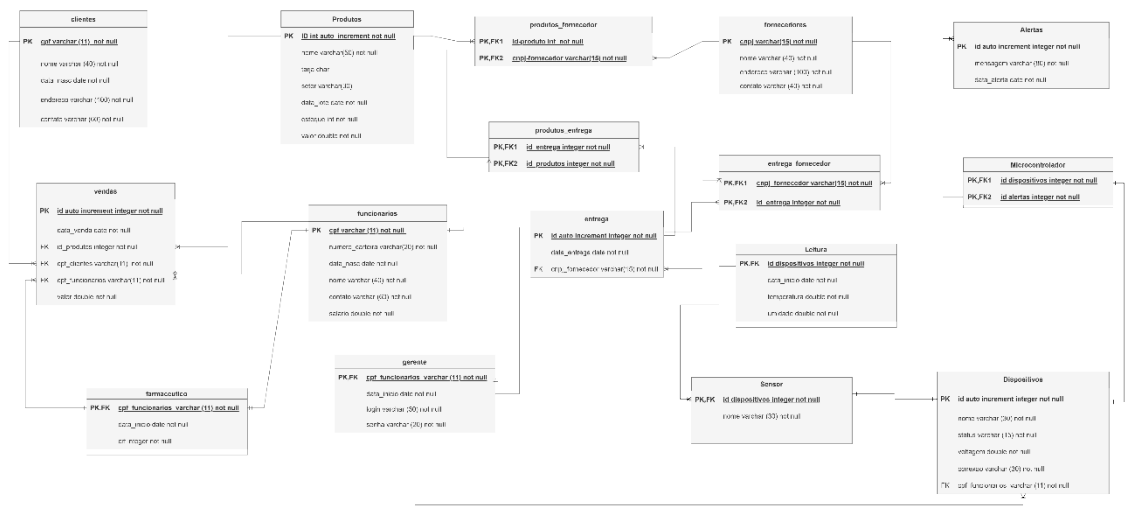 clientes
PK cpf varchar (11) not null
nome varchar (40) not null
data_nasc date not null
endereco varchar (100) not null
contato varchar (60) not null
Produtos
PK ID int auto_increment not null
nome varchar(50) not null
tarja char
setor
data_lote date not null
estoque int not null
valor double not null
produtos_fornecedor
PK,FK1 id-produto int not null
PK,FK2 cnpj-fornecedor varchar(15) not null
fornecedores
PK cnpj varchar(15) not null
nome varchar (40) not null
endereco varchar (100) not null
contato varchar (40) not null
Alertas
PK id auto increment integer not null
mensagem varchar not null
data_alerta date not null
produtos_entrega
PK,FK1 id_entrega integer not null
PK,FK2 id_produtos integer not null
entrega_fornecedor
PK,FK1 cnpj_fornecedor varchar(15) not null
PK,FK2 id_entrega integer not null
Microcontrolador
PK,FK1 id dispositivos integer not null
PK,FK2 id alertas integer not null
vendas
PK id auto increment integer not null
data_venda date not null
FK id_produtos integer not null
FK cpf_clientes varchar(11) not null
FK cpf_funcionarios varchar(11) not null
valor double not null
funcionarios
PK cpf varchar (11) not null
numero_carteira varchar(20) not null
data_nasc date not null
nome varchar (40) not null
contato varchar (60) not null
salario double not null
entrega
PK id auto increment integer not null
data_entrega date not null
FK cnpj_fornecedor varchar(15) not null
Leitura
PK,FK id dispositivos integer not null
data_inicio date not null
temperatura double not null
umidade double not null
gerente
PK,FK cpf_funcionarios varchar (11) not null
data_inicio date not null
login varchar (50) not null
senha varchar (20) not null
farmaceutico
PK,FK cpf_funcionarios varchar (11) not null
data_inicio date not null
crf integer not null
Sensor
PK,FK id dispositivos integer not null
nome varchar (30) not null
Dispositivos
PK id auto increment integer not null
nome varchar (30) not null
status varchar (15) not null
voltagem double not null
conexao varchar (30) not null
FK cpf_funcionarios varchar (11) not null